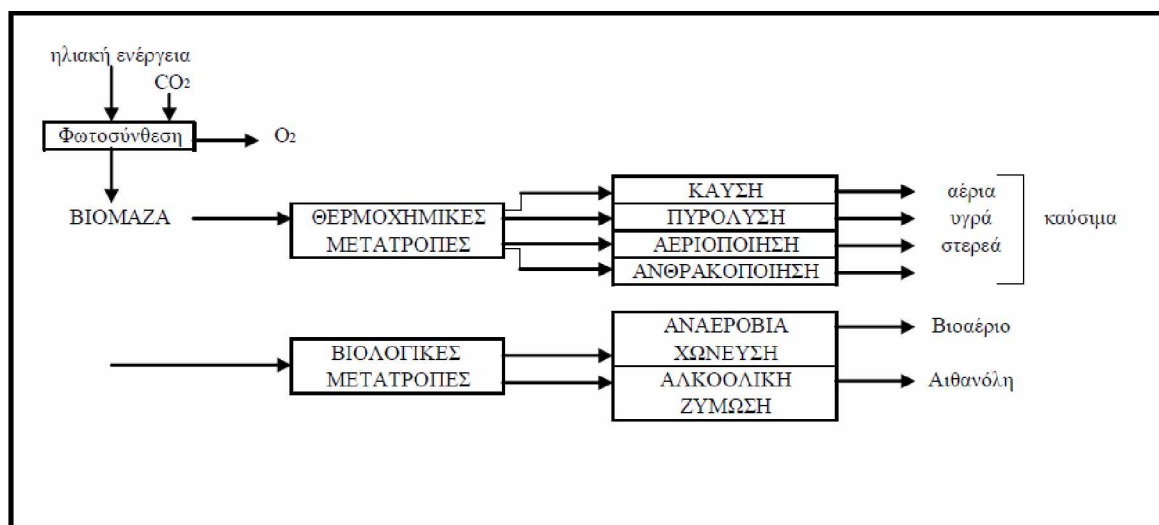 ηλιακή ενέργεια
CO2
Φωτοσύνθεση
O2
ΒΙΟΜΑΖΑ
ΘΕΡΜΟΧΗΜΙΚΕΣ
ΜΕΤΑΤΡΟΠΕΣ
ΚΑΥΣΗ
ΠΥΡΟΛΥΣΗ
ΑΕΡΙΟΠΟΙΗΣΗ
ΑΝΘΡΑΚΟΠΟΙΗΣΗ
αέρια
υγρά
στερεά
καύσιμα
ΒΙΟΛΟΓΙΚΕΣ
ΜΕΤΑΤΡΟΠΕΣ
ΑΝΑΕΡΟΒΙΑ
ΧΩΝΕΥΣΗ
ΑΛΚΟΟΛΙΚΗ
ΖΥΜΩΣΗ
Βιοαέριο
Αιθανόλη